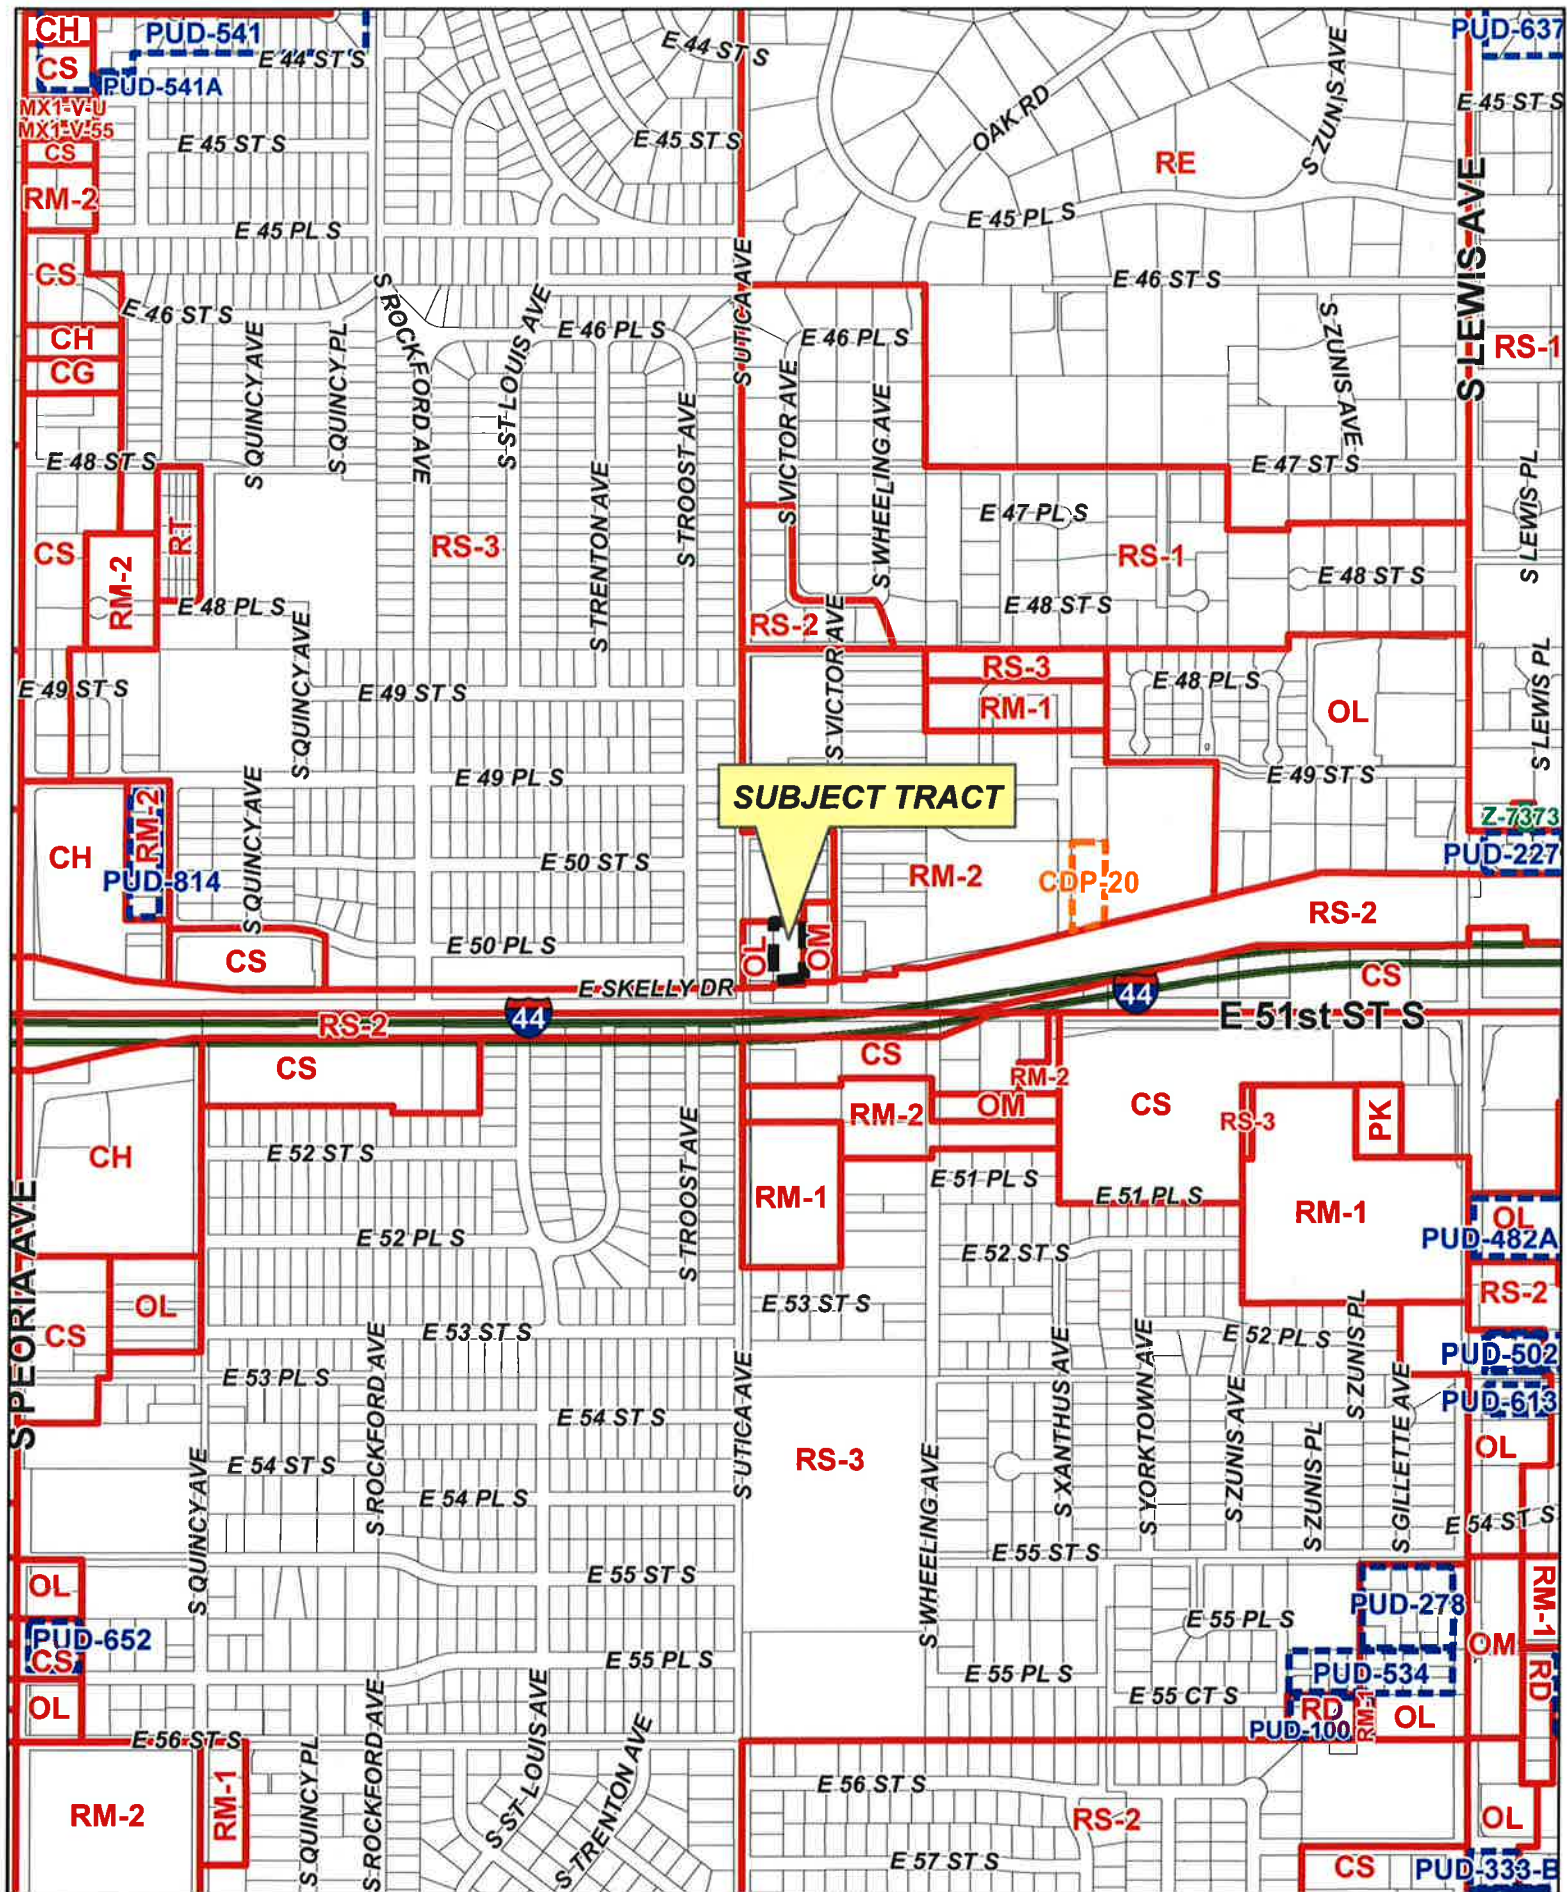 CH
PUD-541
E 44 ST S
E 44 ST S
PUD-637
CS
PUD-541A
S ZUNIS AVE
MX1-V-U
MX1-V-55
E 45 ST S
OAK RD
E 45 ST S
E 45 ST S
CS
RE
RM-2
E 45 PL S
E 45 PL S
S LEWIS AVE
CS
E 46 ST S
E 46 ST S
S ROCKFORD AVE
S ST LOUIS AVE
S UTICA AVE
E 46 PL S
E 46 PL S
S ZUNIS AVE
RS-1
CH
CG
S QUINCY AVE
S QUINCY PL
S TROOST AVE
S VICTOR AVE
S WHEELING AVE
E 48 ST S
E 47 ST S
S TRENTON AVE
S LEWIS PL
E 47 PL S
CS
RM-2
RT
RS-3
RS-1
E 48 ST S
E 48 PL S
E 48 ST S
RS-2
S VICTOR AVE
S QUINCY AVE
E 49 ST S
E 49 ST S
RS-3
RM-1
E 48 PL S
OL
S LEWIS PL
E 49 PL S
E 49 ST S
SUBJECT TRACT
S QUINCY AVE
RM-2
CH
PUD-814
E 50 ST S
RM-2
CDP-20
Z-7373
PUD-227
RS-2
CS
E 50 PL S
OL
OM
E SKELLY DR
CS
44
44
RS-2
E 51st ST S
CS
CS
RM-2
RM-2
OM
CS
RS-3
PK
CH
E 52 ST S
S TROOST AVE
RM-1
E 51 PL S
E 51 PL S
RM-1
OL
PUD-482A
S PEORIA AVE
E 52 PL S
E 52 ST S
RS-2
OL
CS
E 53 ST S
E 53 ST S
E 52 PL S
S ZUNIS PL
PUD-502
E 53 PL S
S ROCKFORD AVE
S UTICA AVE
S XANTHUS AVE
S YORKTOWN AVE
S ZUNIS AVE
S GILLETTE AVE
PUD-613
E 54 ST S
RS-3
S ZUNIS PL
OL
E 54 ST S
S QUINCY AVE
E 54 PL S
S WHEELING AVE
E 54 ST S
E 55 ST S
OL
E 55 ST S
RM-1
PUD-278
E 55 PL S
PUD-652
CS
OM
E 55 PL S
E 55 PL S
PUD-534
RD
OL
S ROCKFORD AVE
S ST LOUIS AVE
E 55 CT S
RD
RM-1
OL
PUD-100
E 56 ST S
S TRENTON AVE
RM-2
RM-1
S QUINCY PL
E 56 ST S
RS-2
OL
E 57 ST S
CS
PUD-333-B